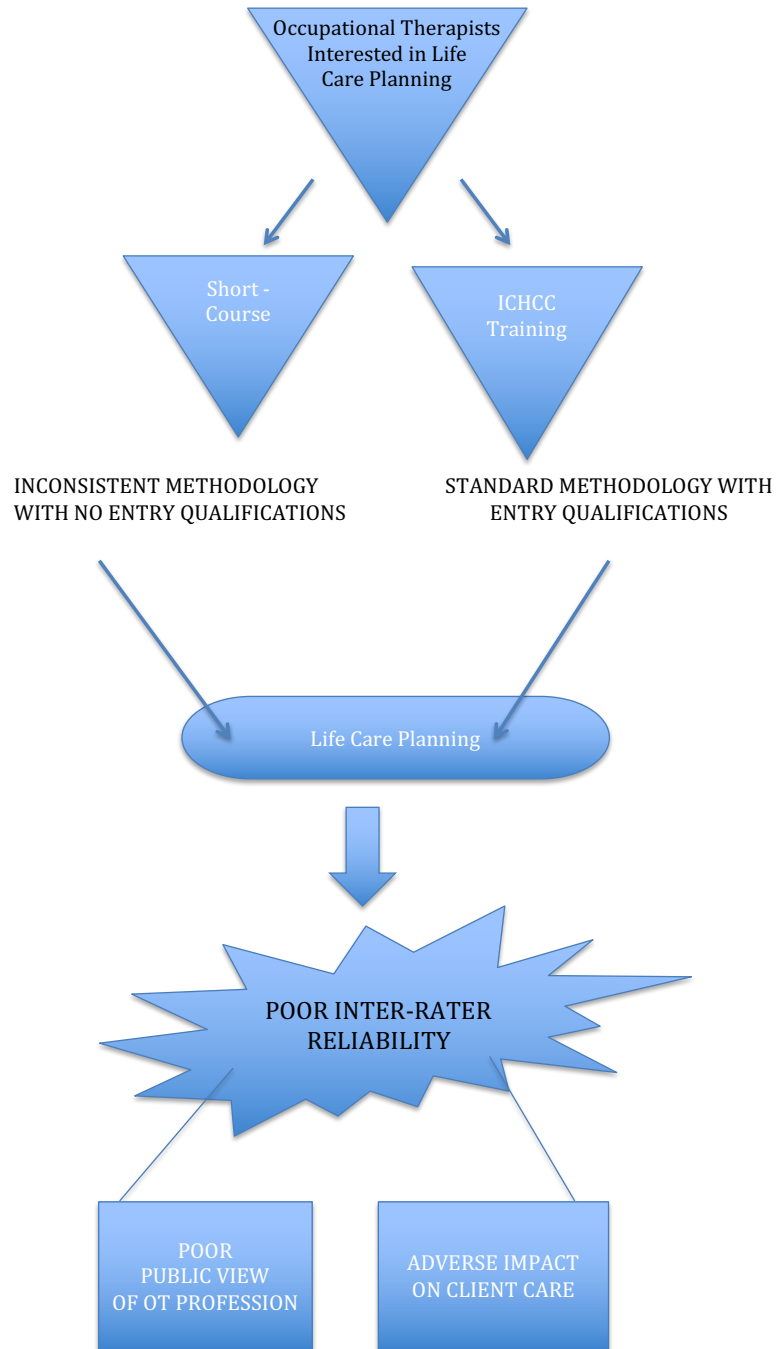 Occupational Therapists
Interested in Life
Care Planning
Short -
Course
ICHCC
Training
INCONSISTENT METHODOLOGY
WITH NO ENTRY QUALIFICATIONS
STANDARD METHODOLOGY WITH
ENTRY QUALIFICATIONS
Life Care Planning
POOR INTER-RATER
RELIABILITY
POOR
PUBLIC VIEW
OF OT PROFESSION
ADVERSE IMPACT
ON CLIENT CARE